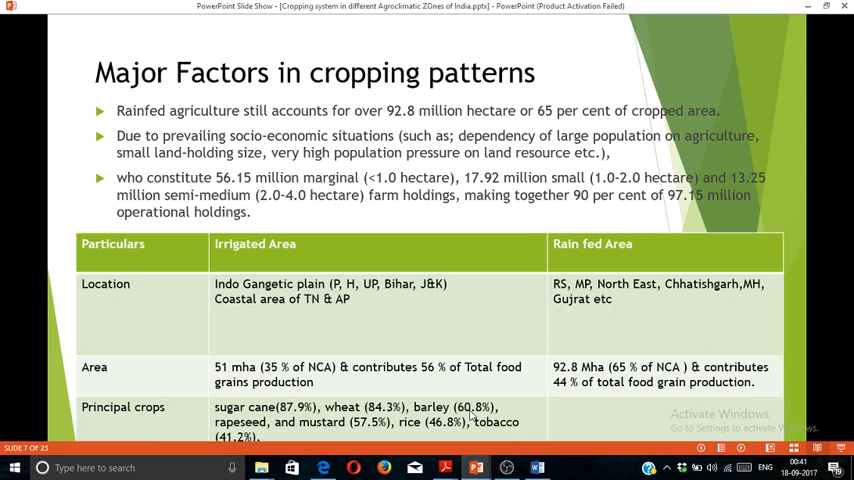 PowerPoint Slide Show - [Cropping system in different Agroclimatic ZOnes of India.pptx] - PowerPoint (Product Activation Failed)
Major Factors in cropping patterns
Rainfed agriculture still accounts for over 92.8 million hectare or 65 per cent of cropped area.
Due to prevailing socio-economic situations (such as; dependency of large population on agriculture,
small land-holding size, very high population pressure on land resource etc.),
who constitute 56.15 million marginal (<1.0 hectare), 17.92 million small (1.0-2.0 hectare) and 13.25
million semi-medium (2.0-4.0 hectare) farm holdings, making together 90 per cent of 97.15 million
operational holdings.
Particulars Irrigated Area Rain fed Area
Location Indo Gangetic plain (P, H, UP, Bihar, J&K) RS, MP, North East, Chhatishgarh,MH,
Coastal area of TN & AP Gujrat etc
Area 51 mha (35 % of NCA) & contributes 56 % of Total food 92.8 Mha (65 % of NCA ) & contributes
grains production 44 % of total food grain production.
Principal crops sugar cane(87.9%), wheat (84.3%), barley (60.8%),
rapeseed, and mustard (57.5%), rice (46.8%), tobacco
(41.2%).
Activate Windows
Go to Settings to activate Windows.
SLIDE 7 OF 23
Type here to search
ENG
00:41
18-09-2017
19